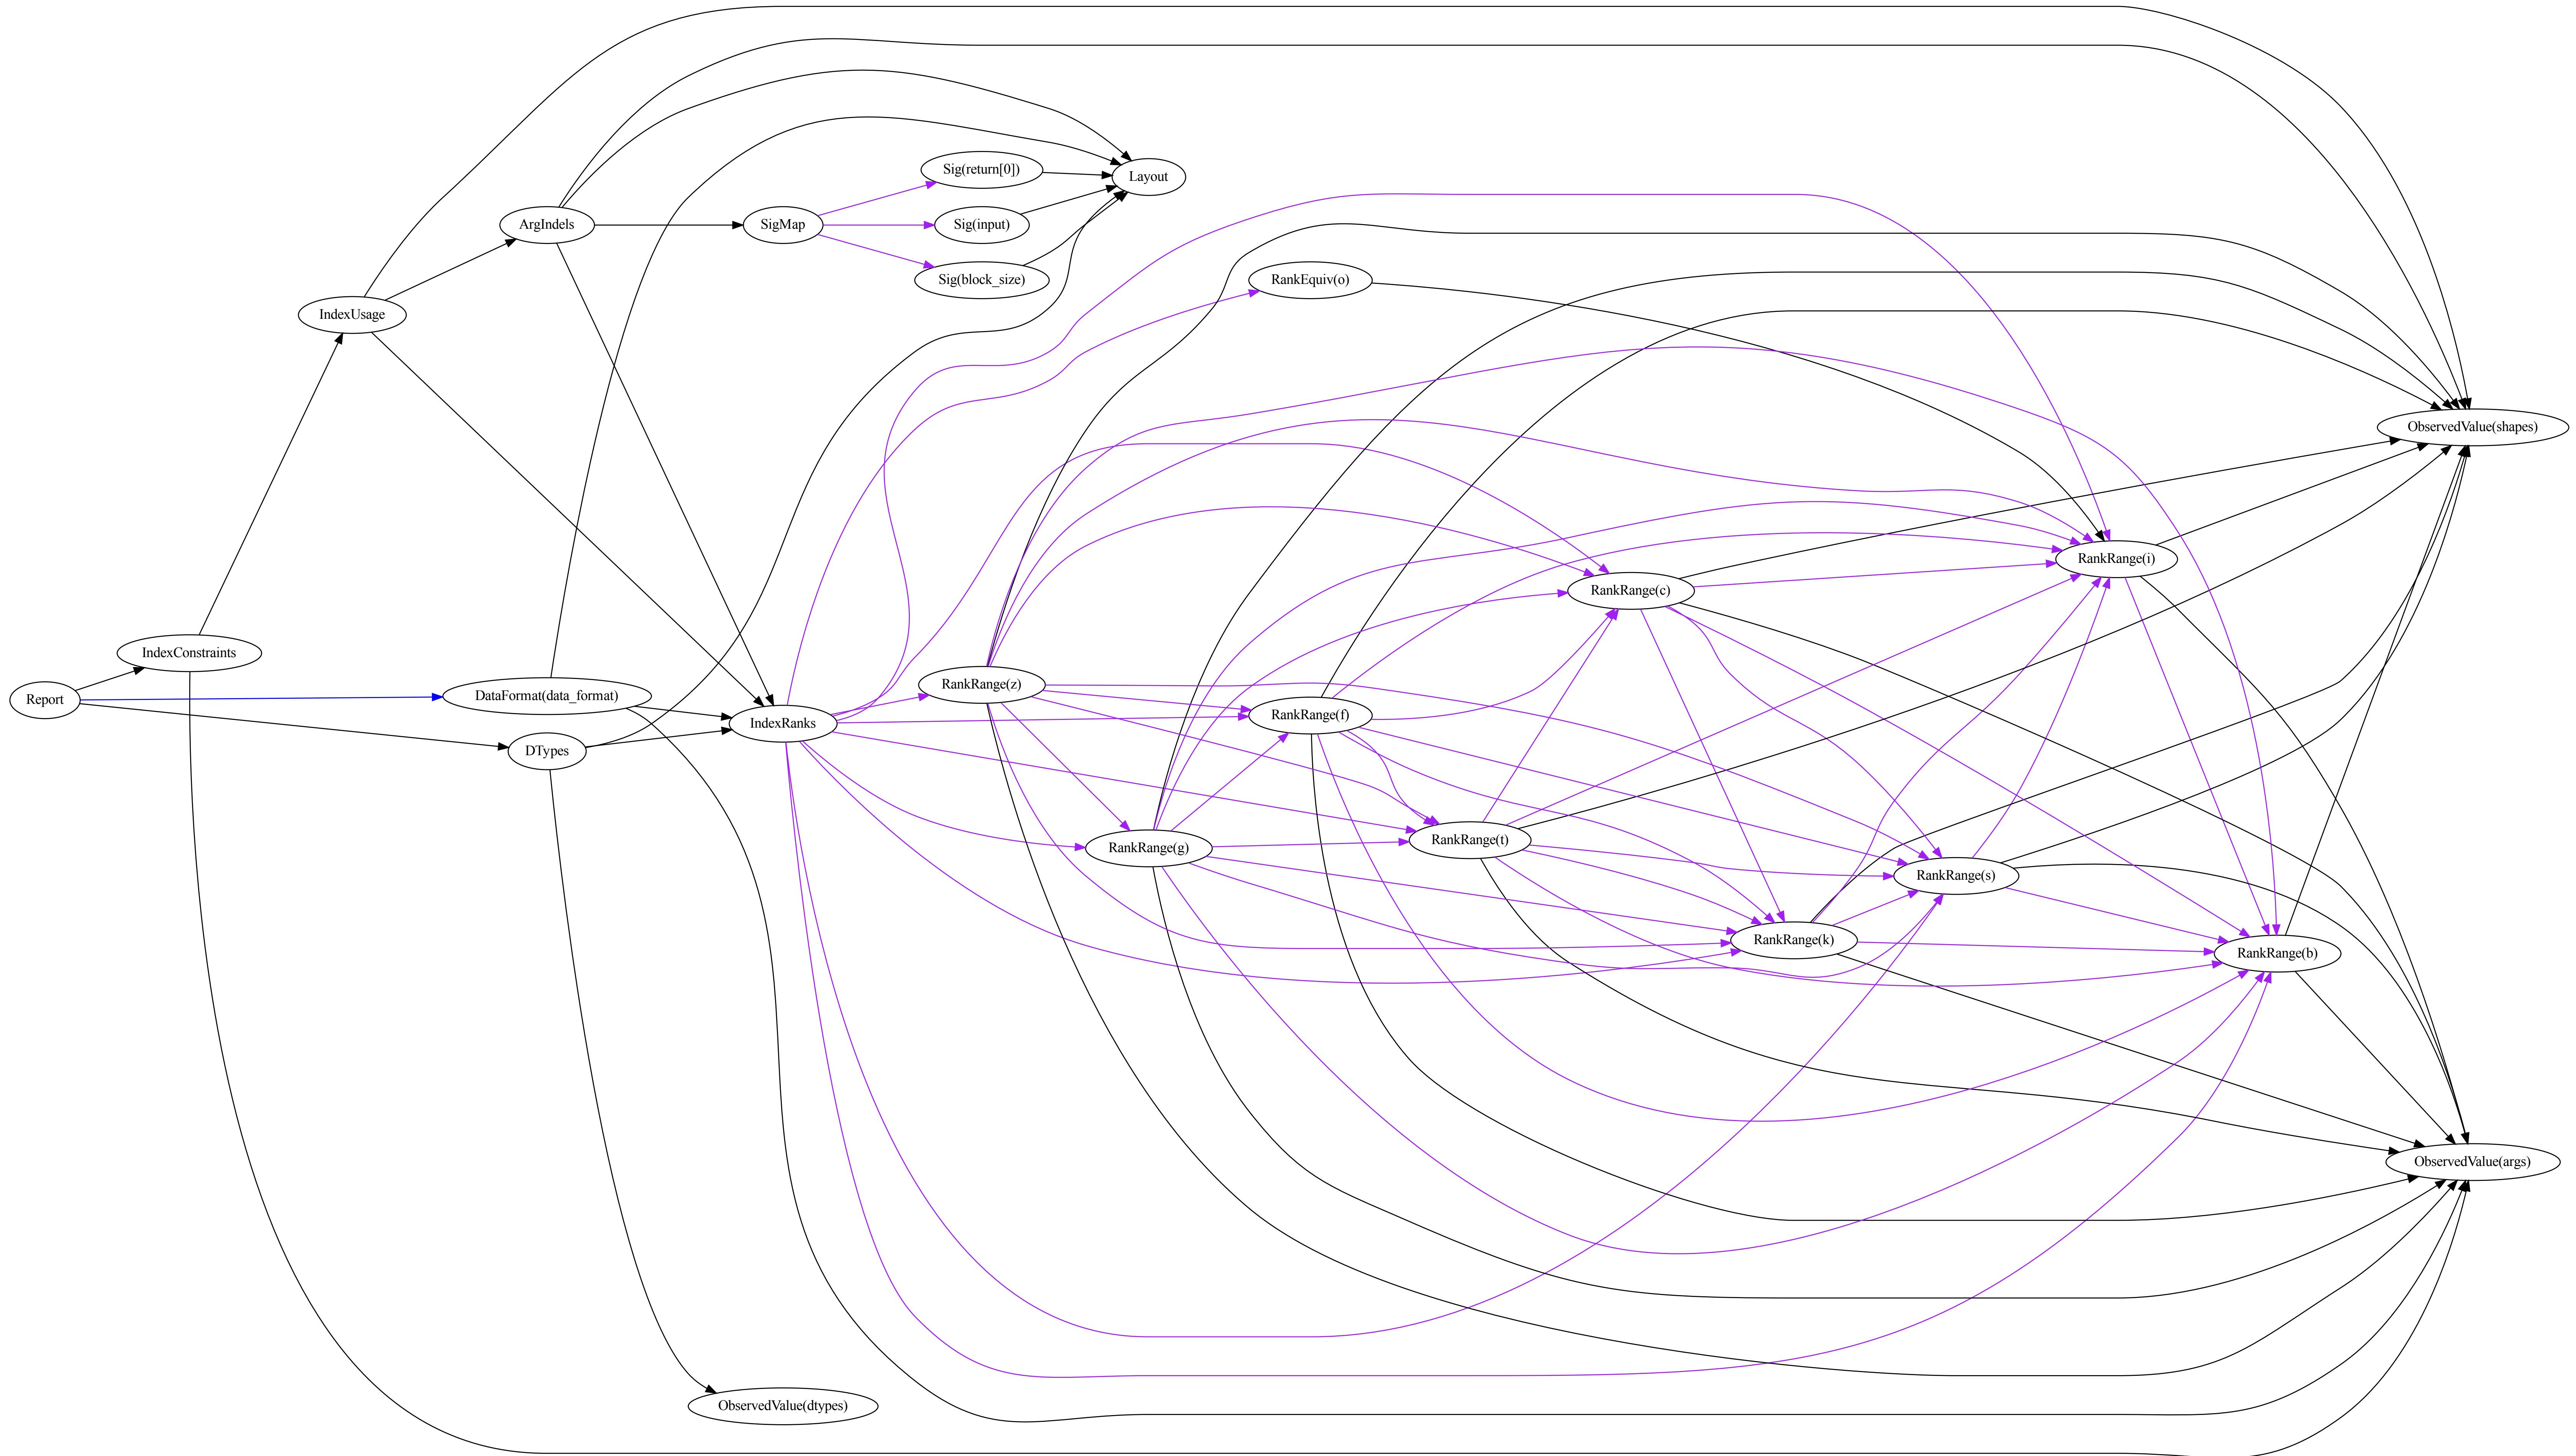 Sig(return[0])
Layout
ArgIndels
SigMap
Sig(input)
Sig(block_size)
RankEquiv(o)
IndexUsage
ObservedValue(shapes)
RankRange(i)
RankRange(c)
IndexConstraints
Report
DataFormat(data_format)
RankRange(z)
RankRange(f)
IndexRanks
DTypes
RankRange(g)
RankRange(t)
RankRange(s)
RankRange(k)
RankRange(b)
ObservedValue(args)
ObservedValue(dtypes)